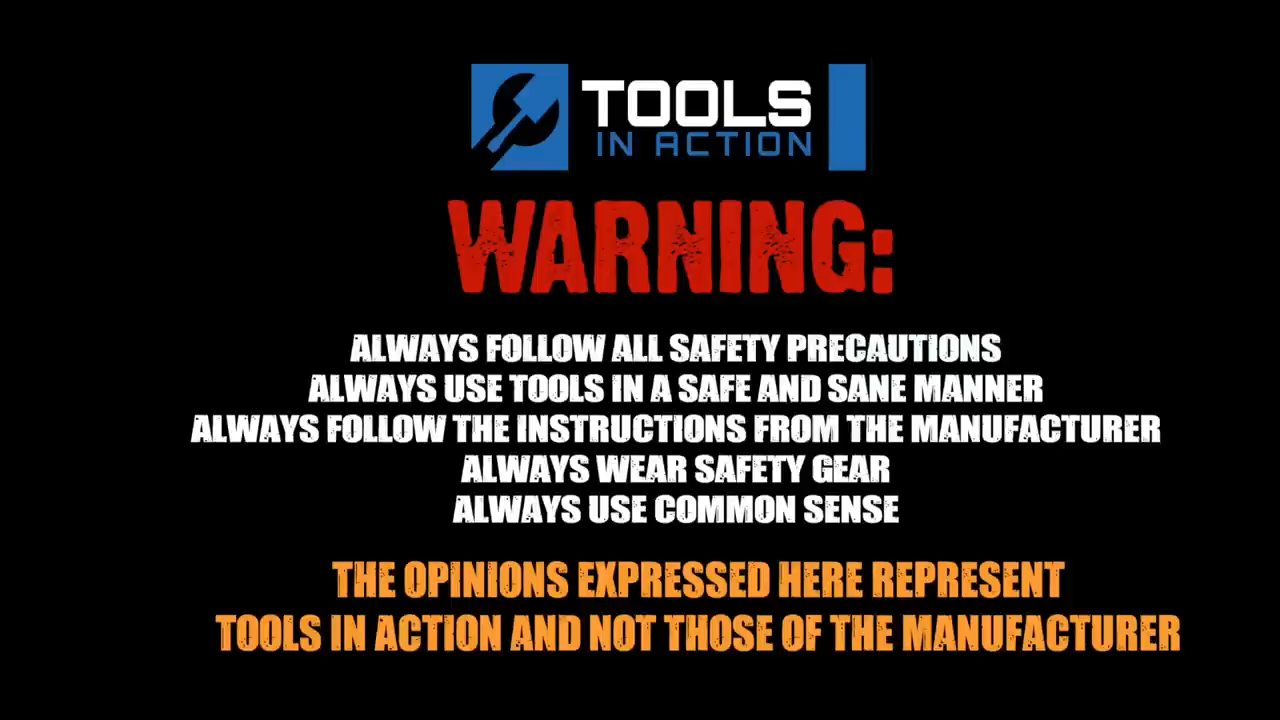 TOOLS
IN ACTION
WARNING:
ALWAYS FOLLOW ALL SAFETY PRECAUTIONS
ALWAYS USE TOOLS IN A SAFE AND SANE MANNER
ALWAYS FOLLOW THE INSTRUCTIONS FROM THE MANUFACTURER
ALWAYS WEAR SAFETY GEAR
ALWAYS USE COMMON SENSE
THE OPINIONS EXPRESSED HERE REPRESENT
TOOLS IN ACTION AND NOT THOSE OF THE MANUFACTURER